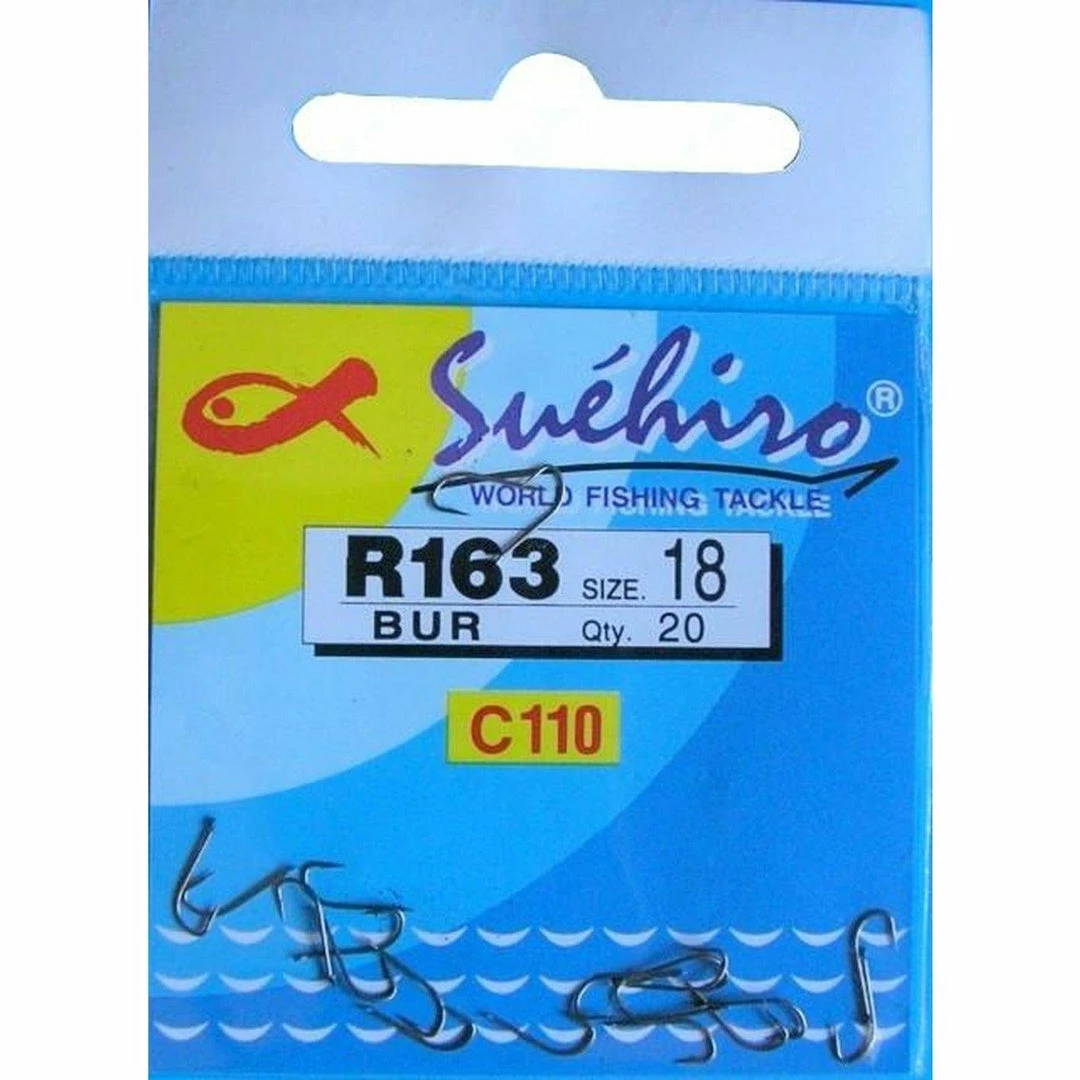 Suéhiro®
WORLD FISHING TACKLE
R163 SIZE. 18
BUR Qty. 20
C110